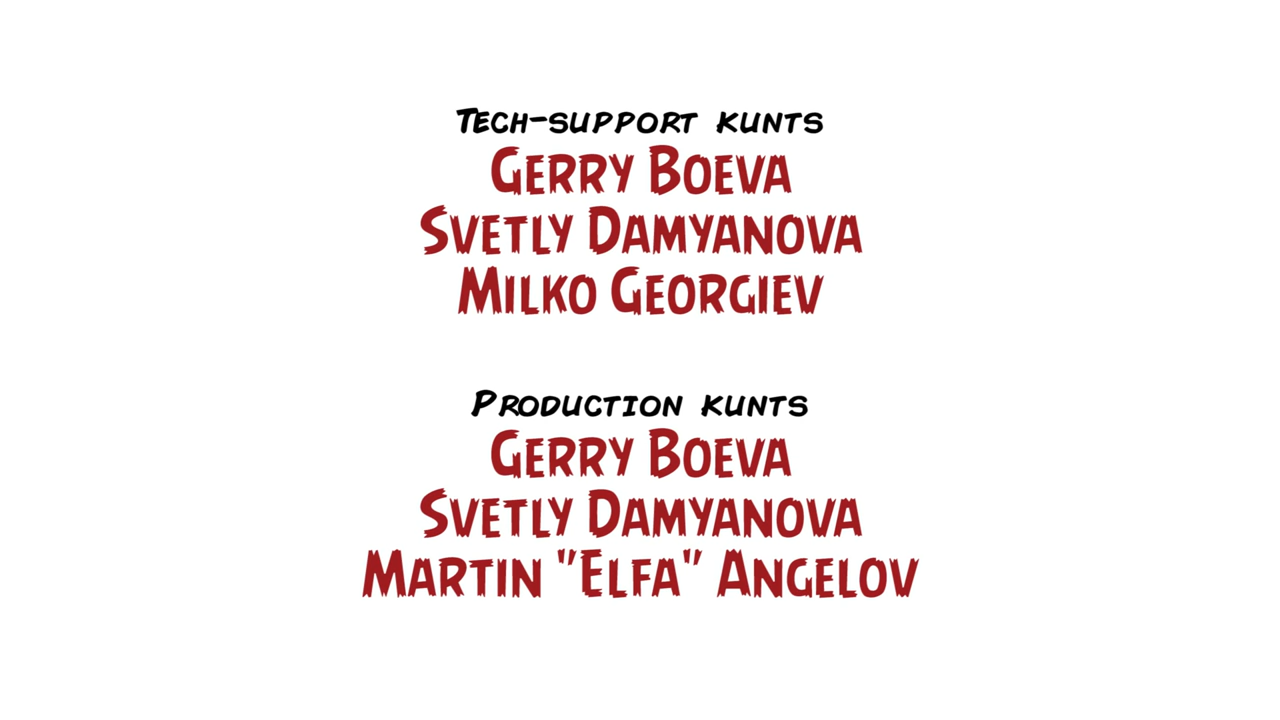 Tech-support kunts
Gerry Boeva
Svetly Damyanova
Milko Georgiev
Production kunts
Gerry Boeva
Svetly Damyanova
Martin "Elfa" Angelov